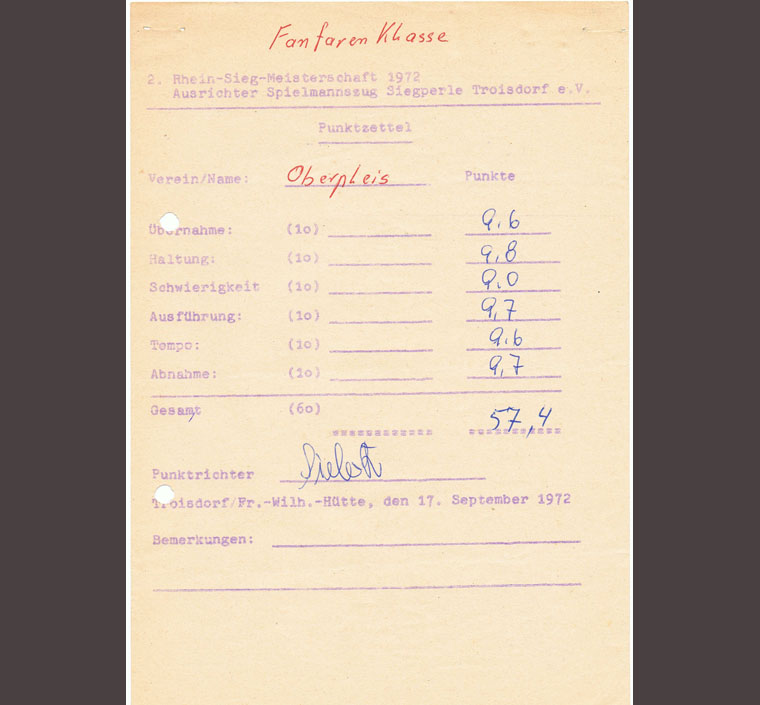 Fanfaren Klasse
2. Rhein-Sieg-Meisterschaft 1972
Ausrichter Spielmannszug Siegperle Troisdorf e.V.
Punktzettel
Verein/Name: Oberpleis Punkte
Übernahme: (10) 9,6
Haltung: (10) 9,8
Schwierigkeit (10) 9,0
Ausführung: (10) 9,7
Tempo: (10) 9,6
Abnahme: (10) 9,7
Gesamt (60) 57,4
Punktrichter
Troisdorf/Fr.-Wilh.-Hütte, den 17. September 1972
Bemerkungen: